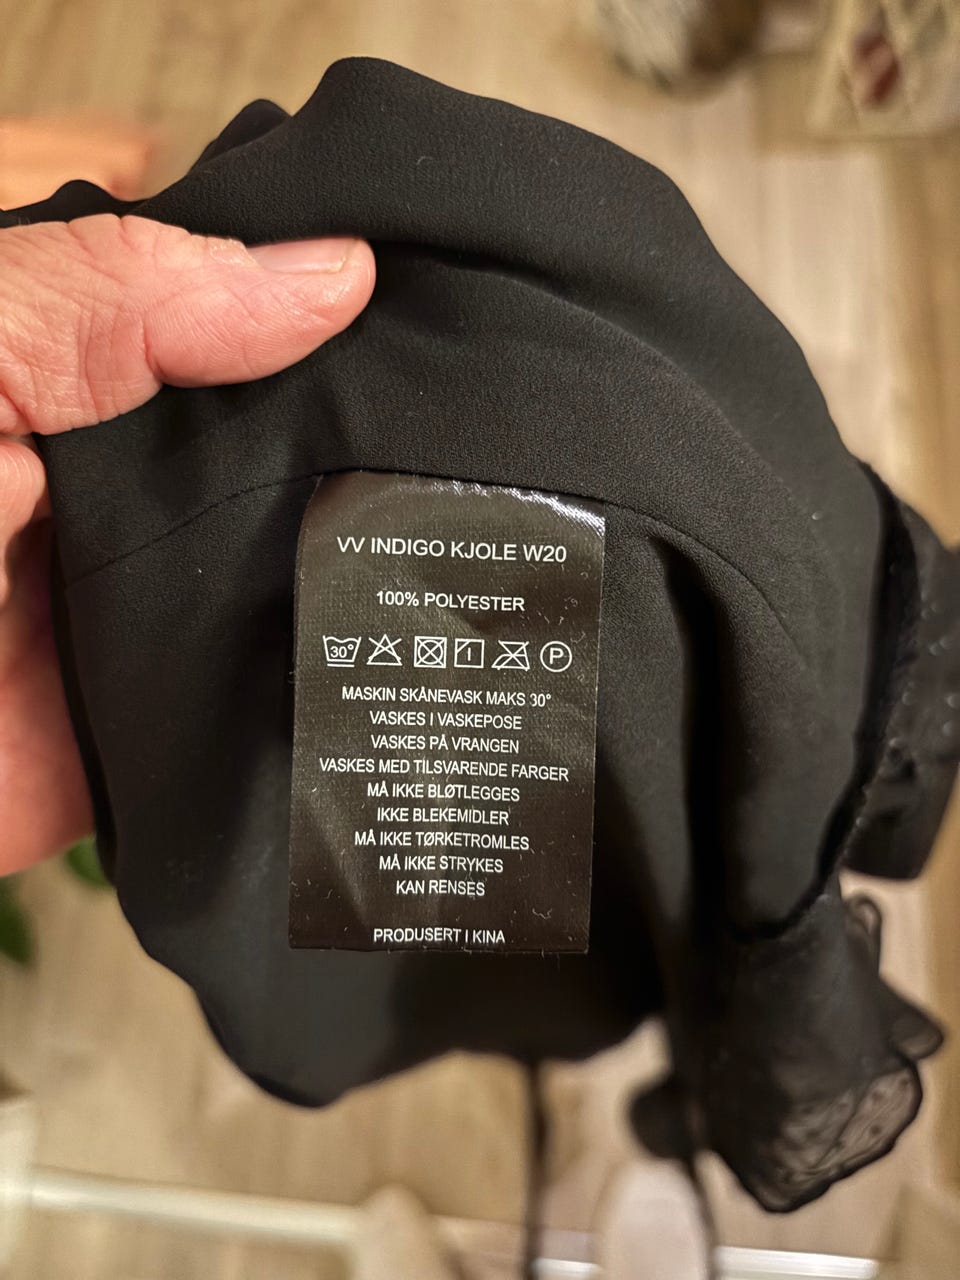 VV INDIGO KJOLE W20
100% POLYESTER
30° P
MASKIN SKÅNEVASK MAKS 30°
VASKES I VASKEPOSE
VASKES PÅ VRANGEN
VASKES MED TILSVARENDE FARGER
MÅ IKKE BLØTLEGGES
IKKE BLEKEMIDLER
MÅ IKKE TØRKETROMLES
MÅ IKKE STRYKES
KAN RENSES
PRODUSERT I KINA